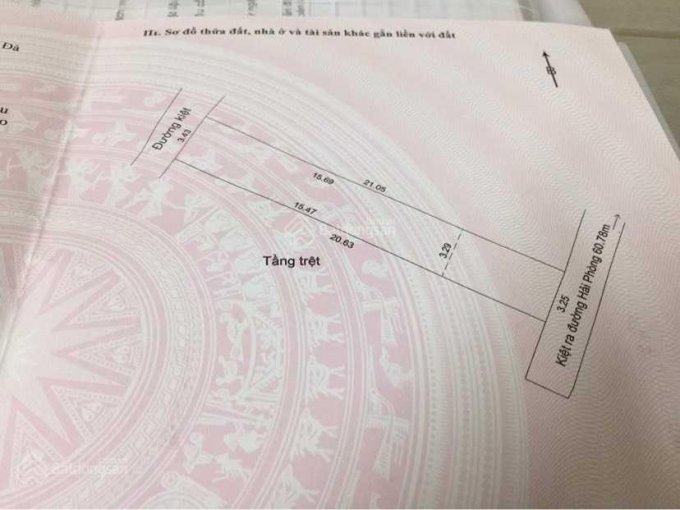 III. Sơ đồ thửa đất, nhà ở và tài sản khác gắn liền với đất
Đà
B
Đường kiệt
3.43
15.69
21.05
15.47
20.63
3.29
Tầng trệt
3.25
Kiệt ra đường Hải Phòng 60.78m
Batdongsan
Batdongsan